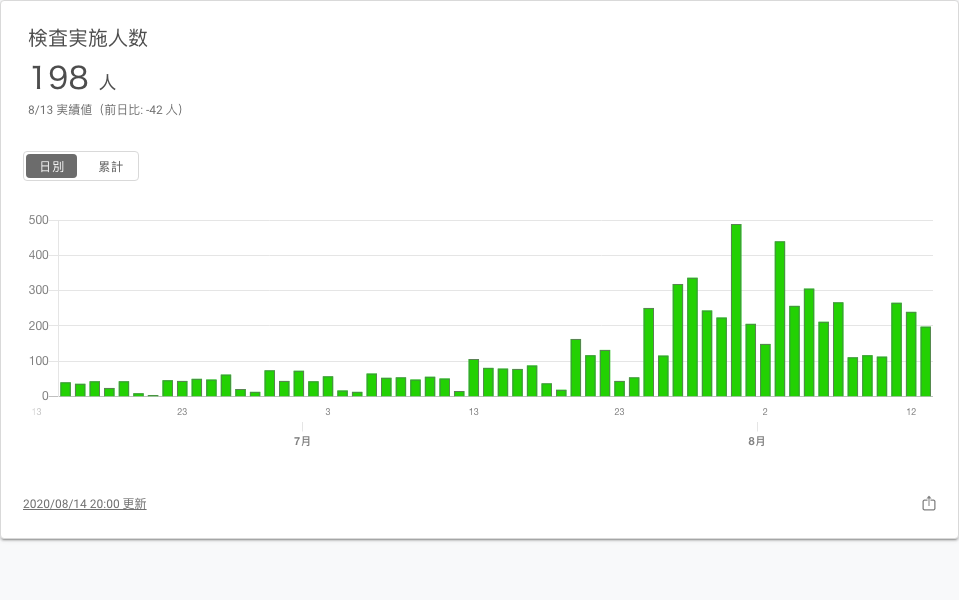 検査実施人数
198 人
8/13 実績値（前日比: -42 人）
日別 累計
500
400
300
200
100
0
13 23 3 13 23 2 12
7月 8月
2020/08/14 20:00 更新